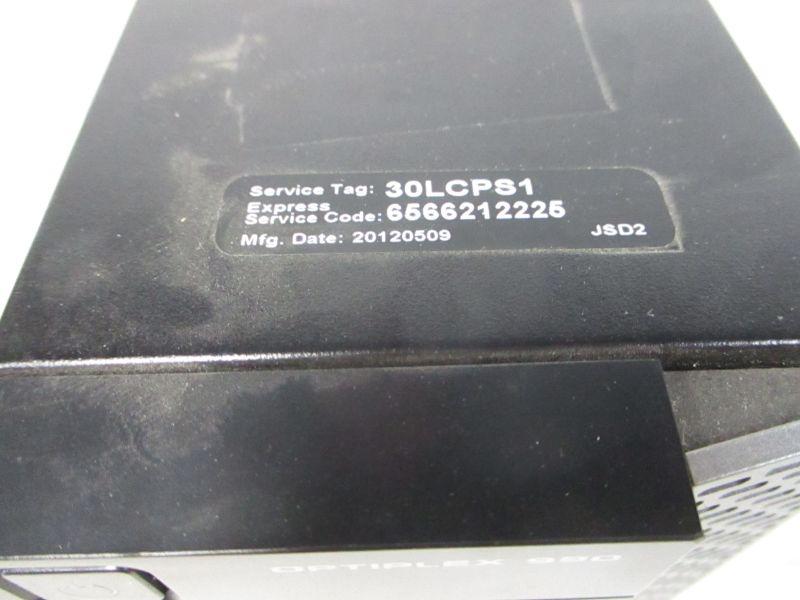 Service Tag: 30LCPS1
Express
Service Code: 6566212225
Mfg. Date: 20120509 JSD2
OPTIPLEX 990